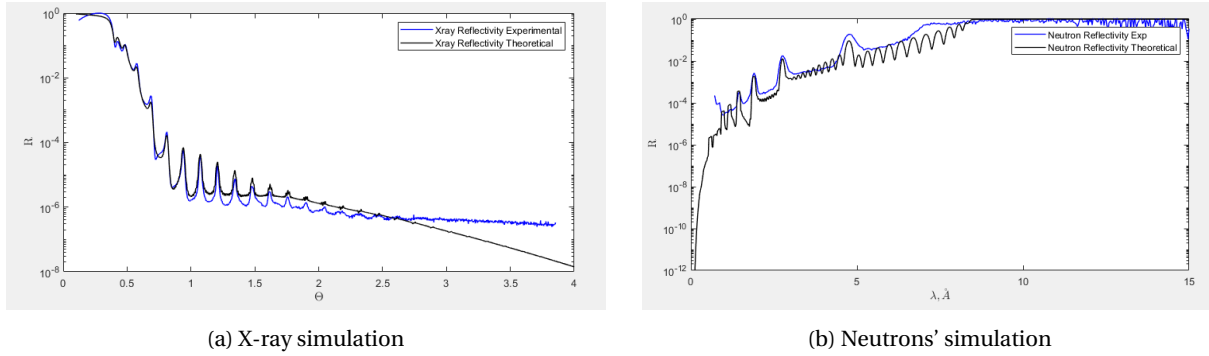 10^0
10^-2
10^-4
10^-6
10^-8
R
0 0.5 1 1.5 2 2.5 3 3.5 4
Θ
Xray Reflectivity Experimental
Xray Reflectivity Theoretical
(a) X-ray simulation
10^0
10^-2
10^-4
10^-6
10^-8
10^-10
10^-12
R
0 5 10 15
λ, Å
Neutron Reflectivity Exp
Neutron Reflectivity Theoretical
(b) Neutrons' simulation